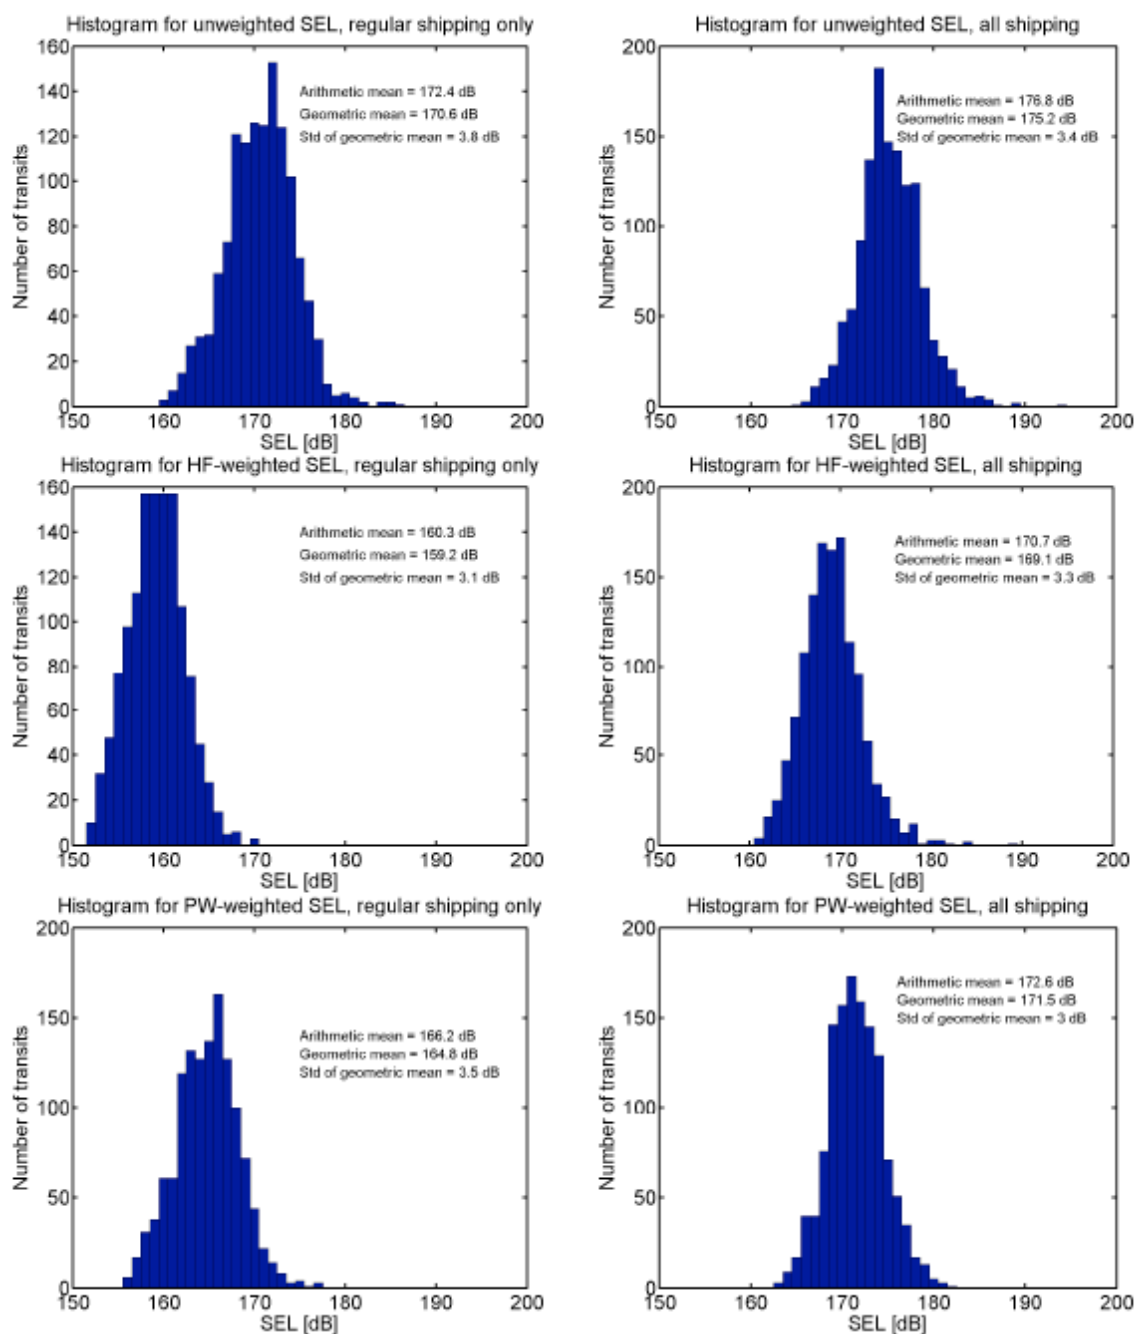 Histogram for unweighted SEL, regular shipping only
160
140
120
100
80
60
40
20
0
Number of transits
Arithmetic mean = 172.4 dB
Geometric mean = 170.6 dB
Std of geometric mean = 3.8 dB
150 160 170 180 190 200
SEL [dB]
Histogram for unweighted SEL, all shipping
200
150
100
50
0
Number of transits
Arithmetic mean = 176.8 dB
Geometric mean = 175.2 dB
Std of geometric mean = 3.4 dB
150 160 170 180 190 200
SEL [dB]
Histogram for HF-weighted SEL, regular shipping only
160
140
120
100
80
60
40
20
0
Number of transits
Arithmetic mean = 160.3 dB
Geometric mean = 159.2 dB
Std of geometric mean = 3.1 dB
150 160 170 180 190 200
SEL [dB]
Histogram for HF-weighted SEL, all shipping
200
150
100
50
0
Number of transits
Arithmetic mean = 170.7 dB
Geometric mean = 169.1 dB
Std of geometric mean = 3.3 dB
150 160 170 180 190 200
SEL [dB]
Histogram for PW-weighted SEL, regular shipping only
200
150
100
50
0
Number of transits
Arithmetic mean = 166.2 dB
Geometric mean = 164.8 dB
Std of geometric mean = 3.5 dB
150 160 170 180 190 200
SEL [dB]
Histogram for PW-weighted SEL, all shipping
200
150
100
50
0
Number of transits
Arithmetic mean = 172.6 dB
Geometric mean = 171.5 dB
Std of geometric mean = 3 dB
150 160 170 180 190 200
SEL [dB]